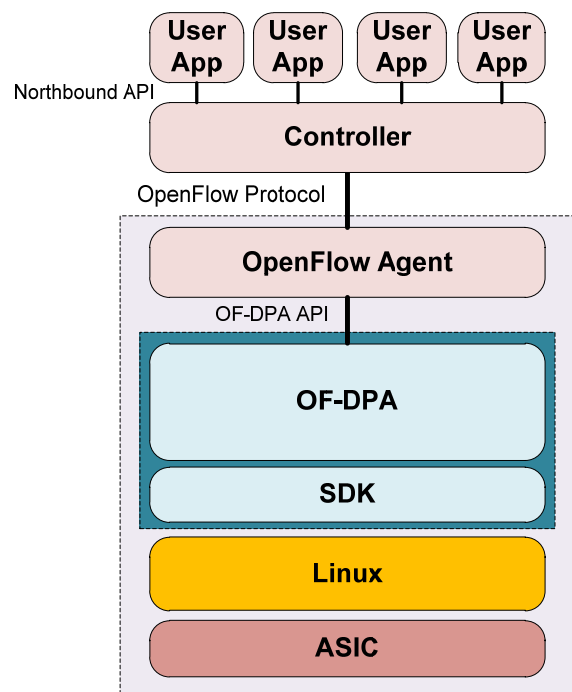 User
App
User
App
User
App
User
App
Northbound API
Controller
OpenFlow Protocol
OpenFlow Agent
OF-DPA API
OF-DPA
SDK
Linux
ASIC